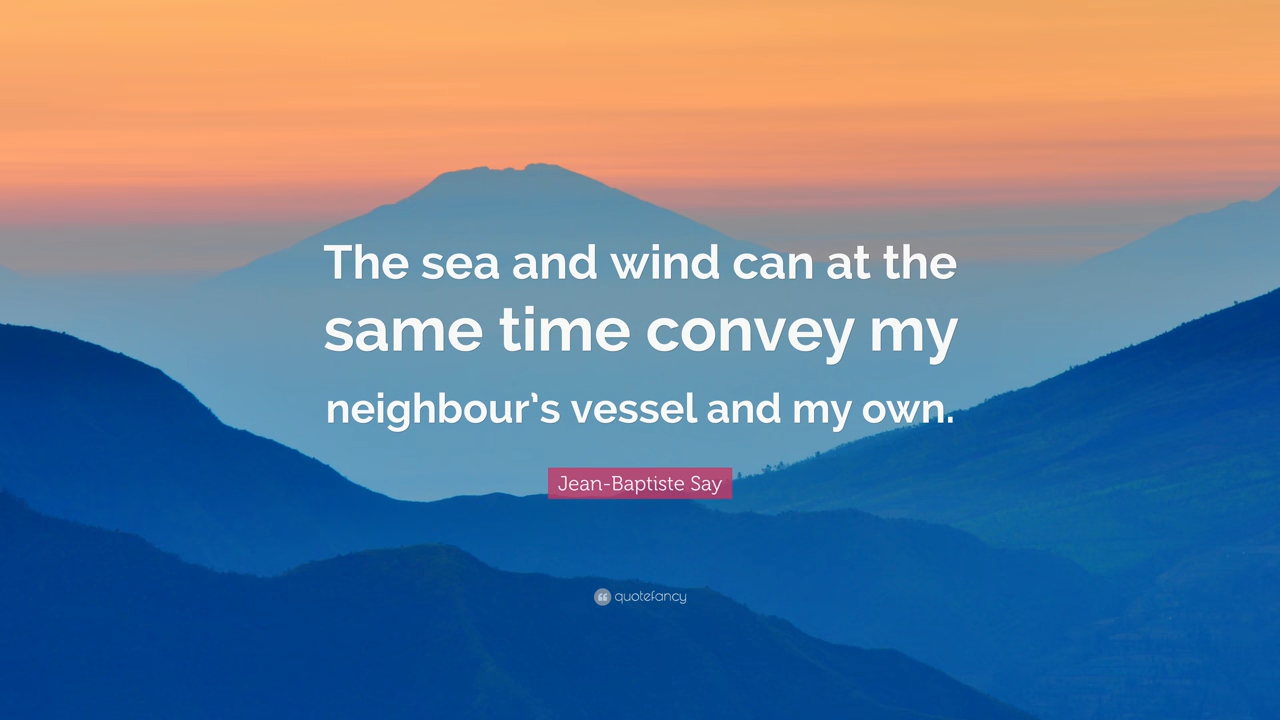 The sea and wind can at the
same time convey my
neighbour’s vessel and my own.
Jean-Baptiste Say
quotefancy